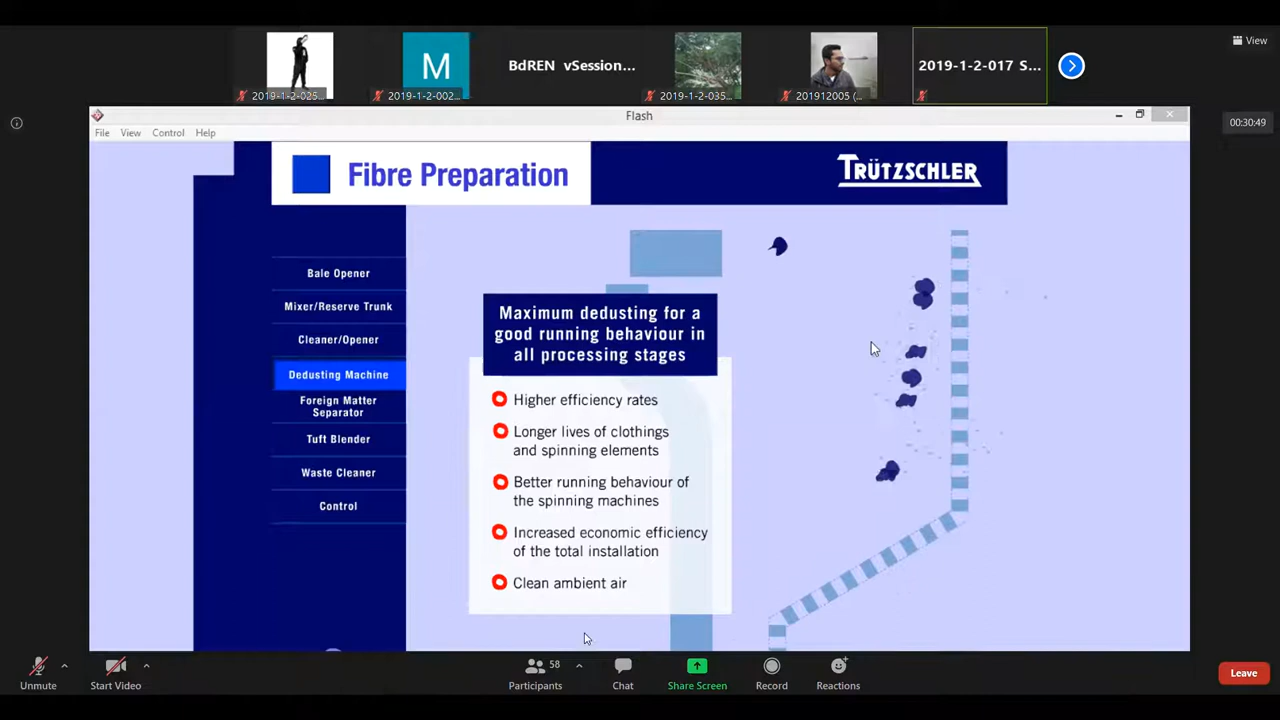 View
M
BdREN vSession...
2019-1-2-017 S...
2019-1-2-025...
2019-1-2-002...
2019-1-2-035...
201912005 (...
Flash
00:30:49
File View Control Help
Fibre Preparation
TRÜTZSCHLER
Bale Opener
Mixer/Reserve Trunk
Cleaner/Opener
Dedusting Machine
Foreign Matter
Separator
Tuft Blender
Waste Cleaner
Control
Maximum dedusting for a
good running behaviour in
all processing stages
Higher efficiency rates
Longer lives of clothings
and spinning elements
Better running behaviour of
the spinning machines
Increased economic efficiency
of the total installation
Clean ambient air
58
Unmute
Start Video
Participants
Chat
Share Screen
Record
Reactions
Leave